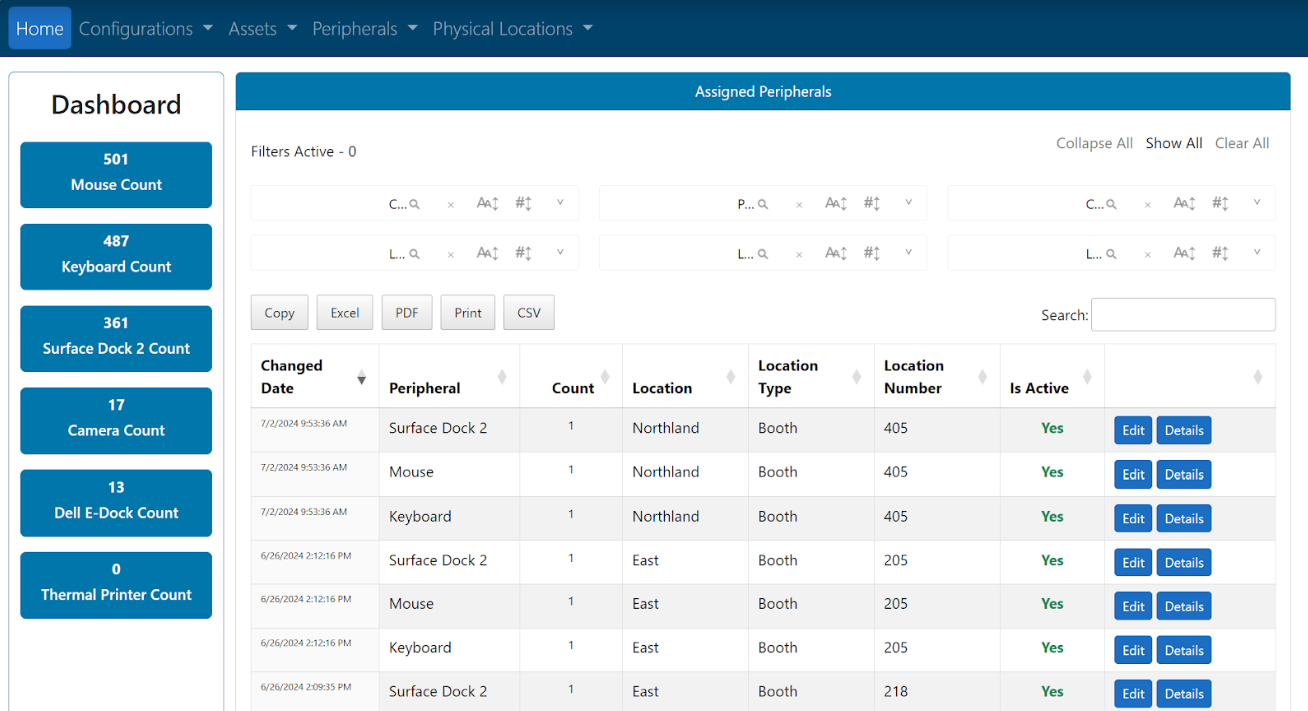 Home Configurations Assets Peripherals Physical Locations
Dashboard
501
Mouse Count
487
Keyboard Count
361
Surface Dock 2 Count
17
Camera Count
13
Dell E-Dock Count
0
Thermal Printer Count
Assigned Peripherals
Filters Active - 0
Collapse All Show All Clear All
C... P... C...
L... L... L...
Copy Excel PDF Print CSV
Search:
Changed Date Peripheral Count Location Location Type Location Number Is Active
7/2/2024 9:53:36 AM Surface Dock 2 1 Northland Booth 405 Yes Edit Details
7/2/2024 9:53:36 AM Mouse 1 Northland Booth 405 Yes Edit Details
7/2/2024 9:53:36 AM Keyboard 1 Northland Booth 405 Yes Edit Details
6/26/2024 2:12:16 PM Surface Dock 2 1 East Booth 205 Yes Edit Details
6/26/2024 2:12:16 PM Mouse 1 East Booth 205 Yes Edit Details
6/26/2024 2:12:16 PM Keyboard 1 East Booth 205 Yes Edit Details
6/26/2024 2:09:35 PM Surface Dock 2 1 East Booth 218 Yes Edit Details